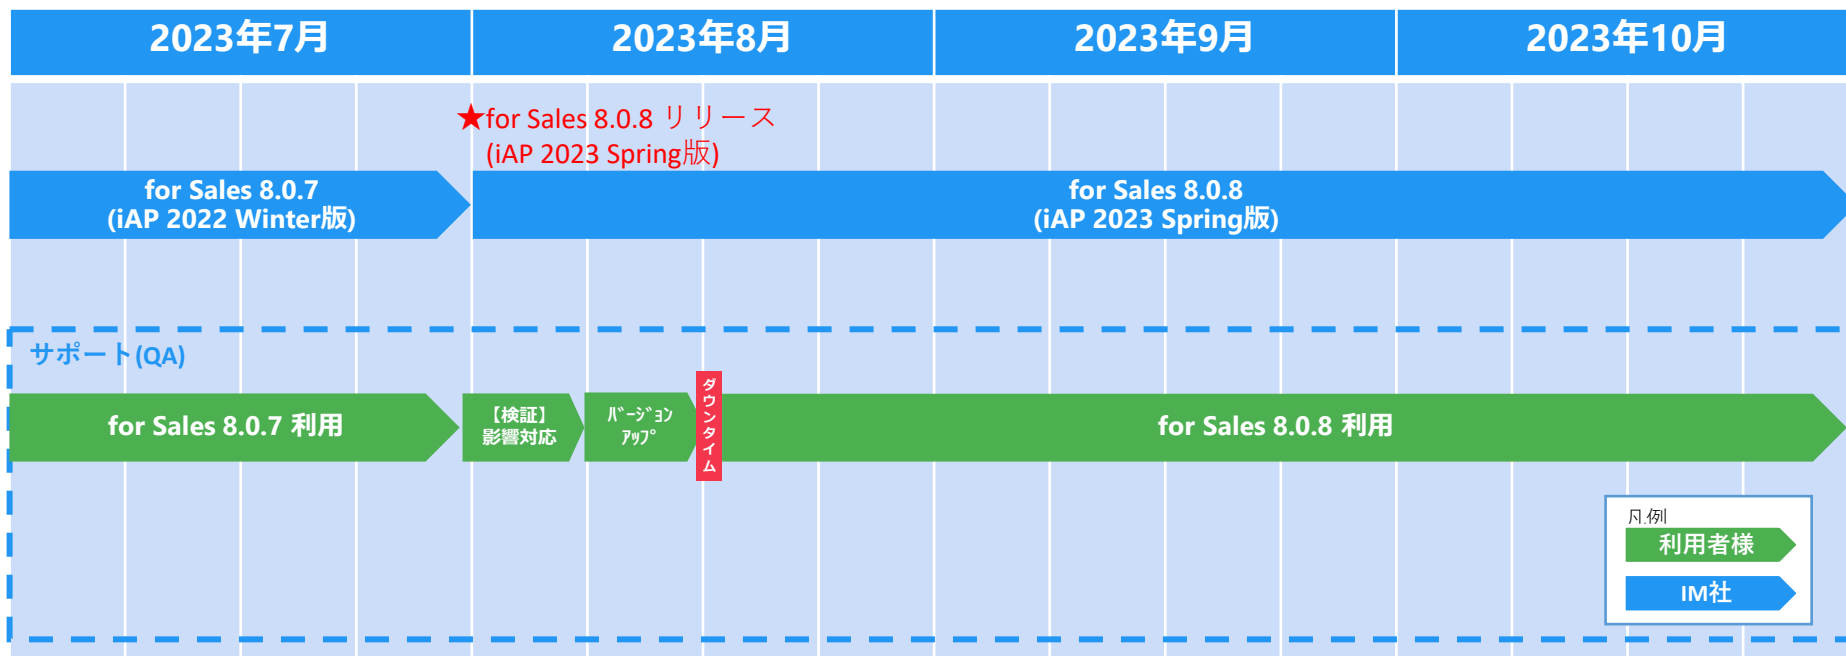 2023年7月
2023年8月
2023年9月
2023年10月
★for Sales 8.0.8 リリース
(iAP 2023 Spring版)
for Sales 8.0.7
(iAP 2022 Winter版)
for Sales 8.0.8
(iAP 2023 Spring版)
サポート(QA)
for Sales 8.0.7 利用
【検証】
影響対応
ﾊﾞｰｼﾞｮﾝ
ｱｯﾌﾟ
ダウンタイム
for Sales 8.0.8 利用
凡例
利用者様
IM社